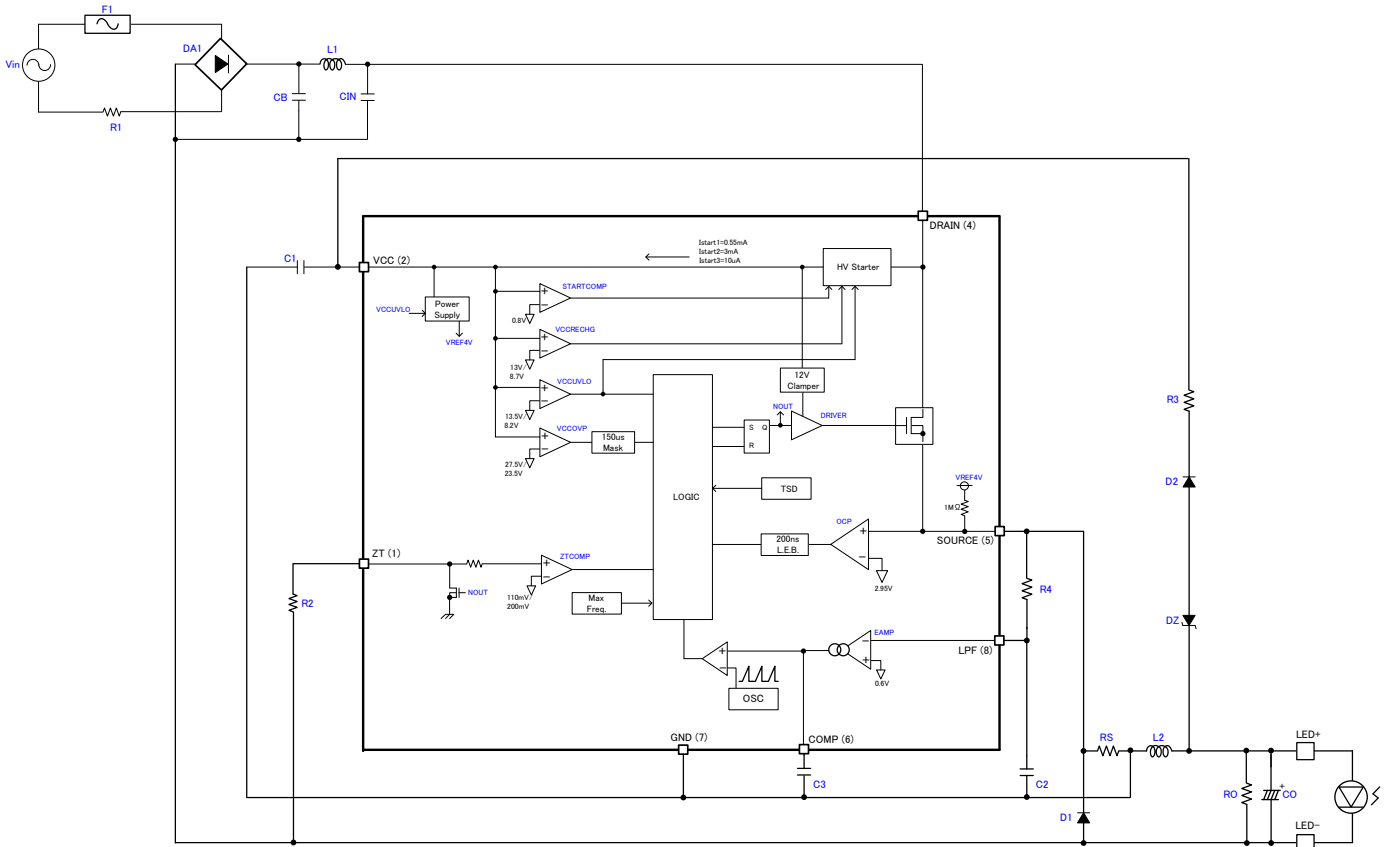 F1
Vin
DA1
L1
CB
CIN
R1
DRAIN (4)
C1
VCC (2)
Istart1=0.55mA
Istart2=3mA
Istart3=10uA
HV Starter
STARTCOMP
0.8V
VCCUVLO
Power
Supply
VREF4V
VCCRECHG
13V/
8.7V
VCCUVLO
13.5V/
8.2V
12V
Clamper
VCCOVP
150us
Mask
27.5V/
23.5V
NOUT
S Q
R
DRIVER
R3
D2
LOGIC
TSD
VREF4V
1MΩ
OCP
200ns
L.E.B.
2.95V
SOURCE (5)
ZT (1)
ZTCOMP
110mV/
200mV
NOUT
Max
Freq.
R2
R4
DZ
EAMP
0.6V
LPF (8)
OSC
GND (7)
COMP (6)
C3
C2
RS
L2
LED+
RO
+
CO
D1
LED-